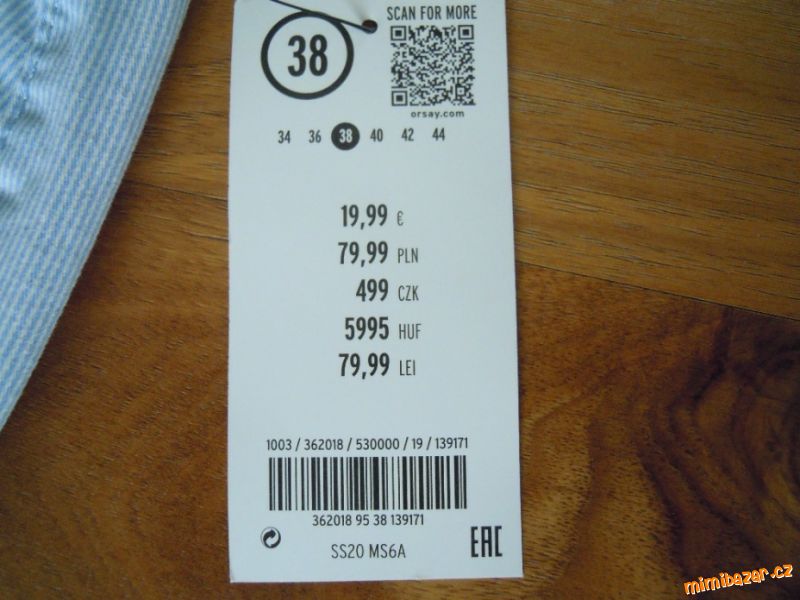 SCAN FOR MORE
38
orsay.com
34 36 38 40 42 44
19,99 €
79,99 PLN
499 CZK
5995 HUF
79,99 LEI
1003 / 362018 / 530000 / 19 / 139171
362018 95 38 139171
SS20 MS6A
EAC
mimibazar.cz